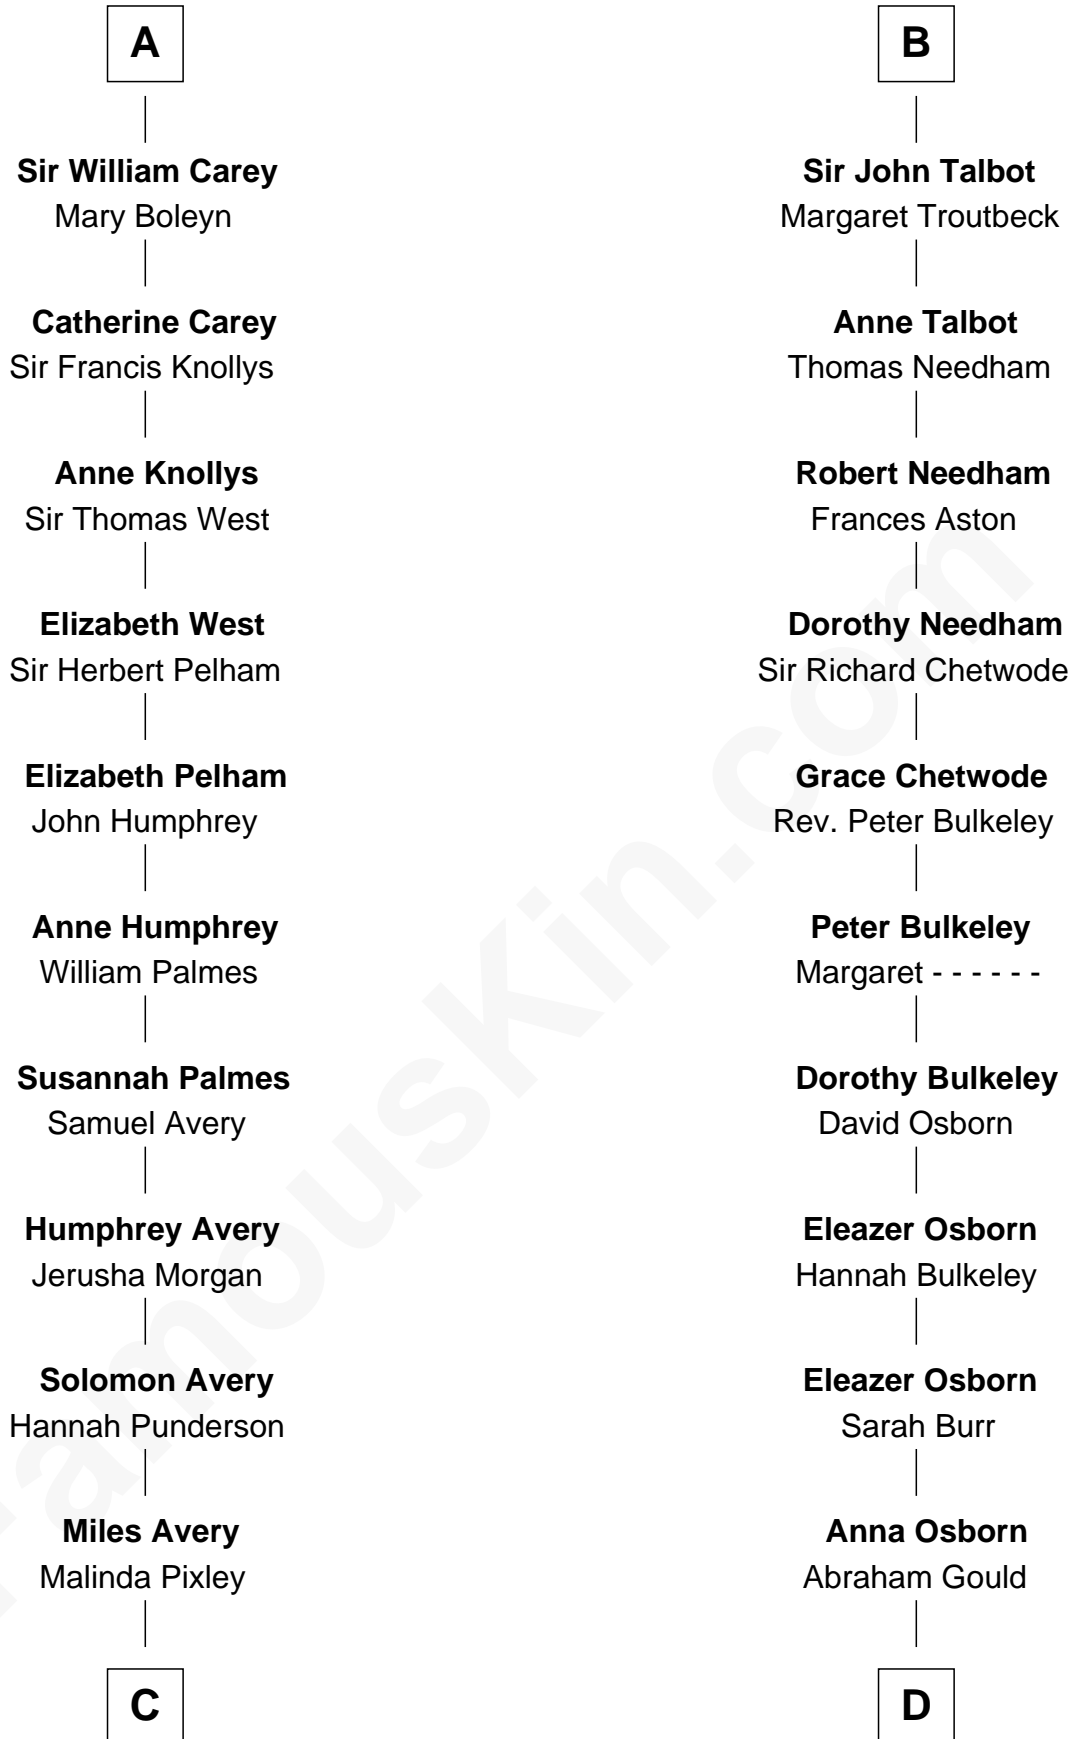 A
Sir William Carey
Mary Boleyn
Catherine Carey
Sir Francis Knollys
Anne Knollys
Sir Thomas West
Elizabeth West
Sir Herbert Pelham
Elizabeth Pelham
John Humphrey
Anne Humphrey
William Palmes
Susannah Palmes
Samuel Avery
Humphrey Avery
Jerusha Morgan
Solomon Avery
Hannah Punderson
Miles Avery
Malinda Pixley
C
B
Sir John Talbot
Margaret Troutbeck
Anne Talbot
Thomas Needham
Robert Needham
Frances Aston
Dorothy Needham
Sir Richard Chetwode
Grace Chetwode
Rev. Peter Bulkeley
Peter Bulkeley
Margaret - - - - - -
Dorothy Bulkeley
David Osborn
Eleazer Osborn
Hannah Bulkeley
Eleazer Osborn
Sarah Burr
Anna Osborn
Abraham Gould
D
FamousKin.com